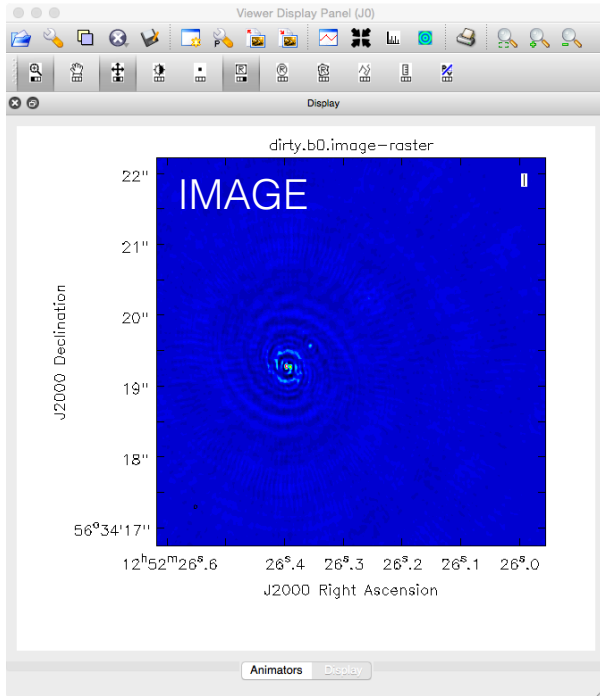 Viewer Display Panel (J0)
Display
dirty.b0.image-raster
IMAGE
I
22"
21"
20"
19"
18"
56°34'17"
J2000 Declination
12ʰ52ᵐ26ˢ.6 26ˢ.4 26ˢ.3 26ˢ.2 26ˢ.1 26ˢ.0
J2000 Right Ascension
Animators Display